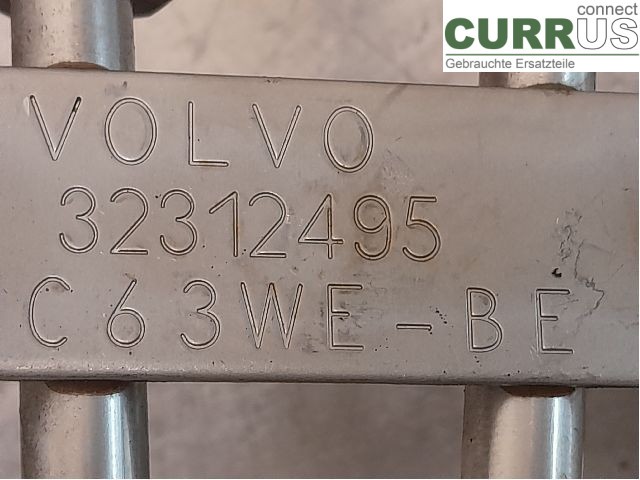 connect
CURRUS
Gebrauchte Ersatzteile
VOLVO
32312495
C63WE-BE